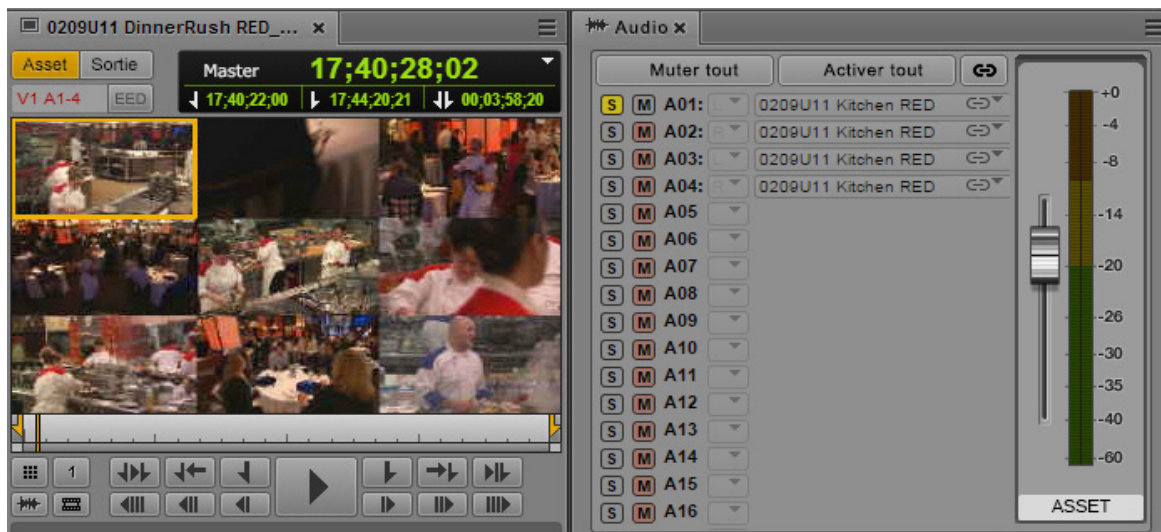 0209U11 DinnerRush RED_...
Asset Sortie
Master 17;40;28;02
V1 A1-4 EED
17;40;22;00 17;44;20;21 00;03;58;20
1
Audio
Muter tout Activer tout
S M A01: L 0209U11 Kitchen RED
S M A02: R 0209U11 Kitchen RED
S M A03: L 0209U11 Kitchen RED
S M A04: R 0209U11 Kitchen RED
S M A05
S M A06
S M A07
S M A08
S M A09
S M A10
S M A11
S M A12
S M A13
S M A14
S M A15
S M A16
+0
-4
-8
-14
-20
-26
-30
-35
-40
-60
ASSET